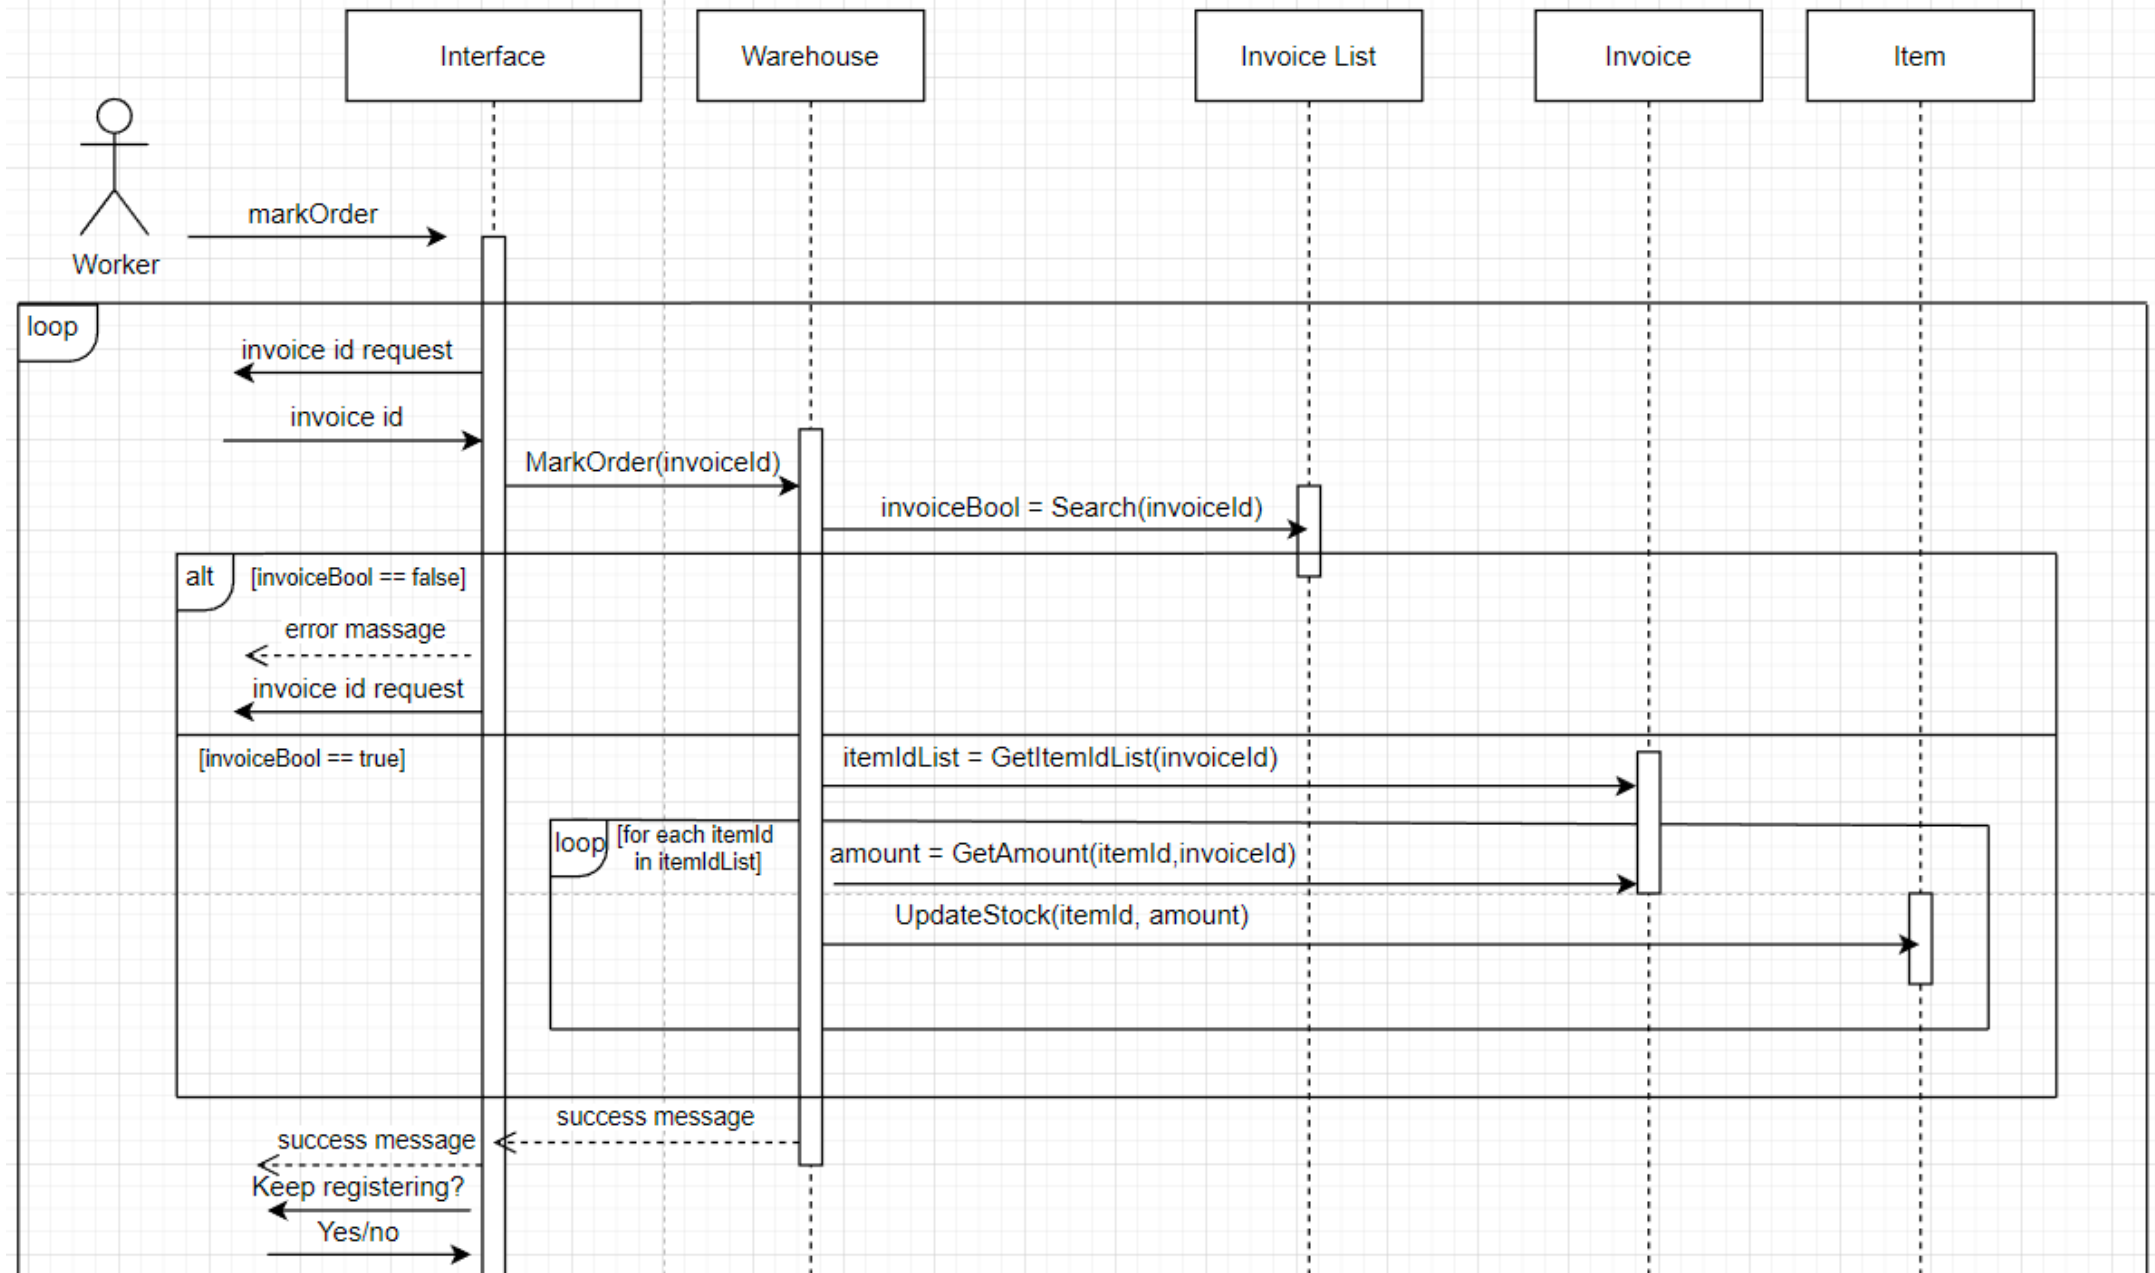 Interface
Warehouse
Invoice List
Invoice
Item
markOrder
Worker
loop
invoice id request
invoice id
MarkOrder(invoiceId)
invoiceBool = Search(invoiceId)
alt
[invoiceBool == false]
error massage
invoice id request
[invoiceBool == true]
itemIdList = GetItemIdList(invoiceId)
loop
[for each itemId
in itemIdList]
amount = GetAmount(itemId,invoiceId)
UpdateStock(itemId, amount)
success message
success message
Keep registering?
Yes/no